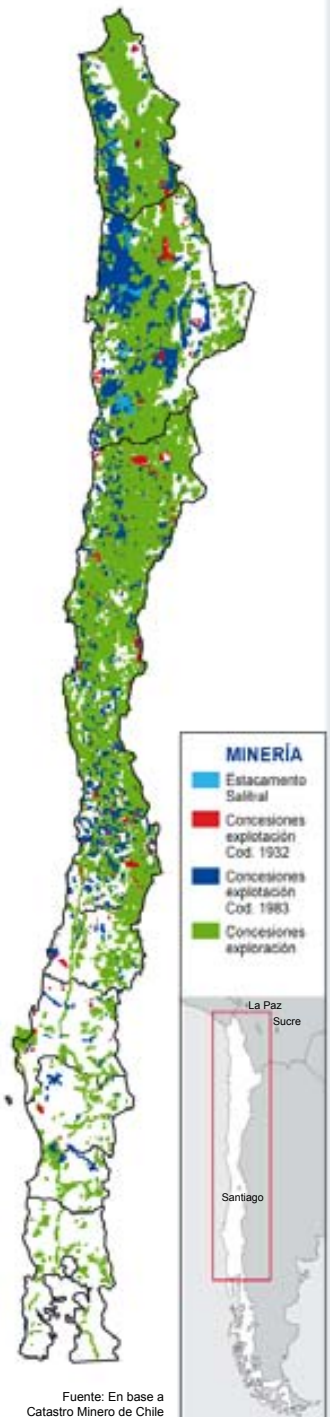 MINERÍA
Estacamento
Salitral
Concesiones
explotación
Cod. 1932
Concesiones
explotación
Cod. 1983
Concesiones
exploración
La Paz
Sucre
Santiago
Fuente: En base a
Catastro Minero de Chile